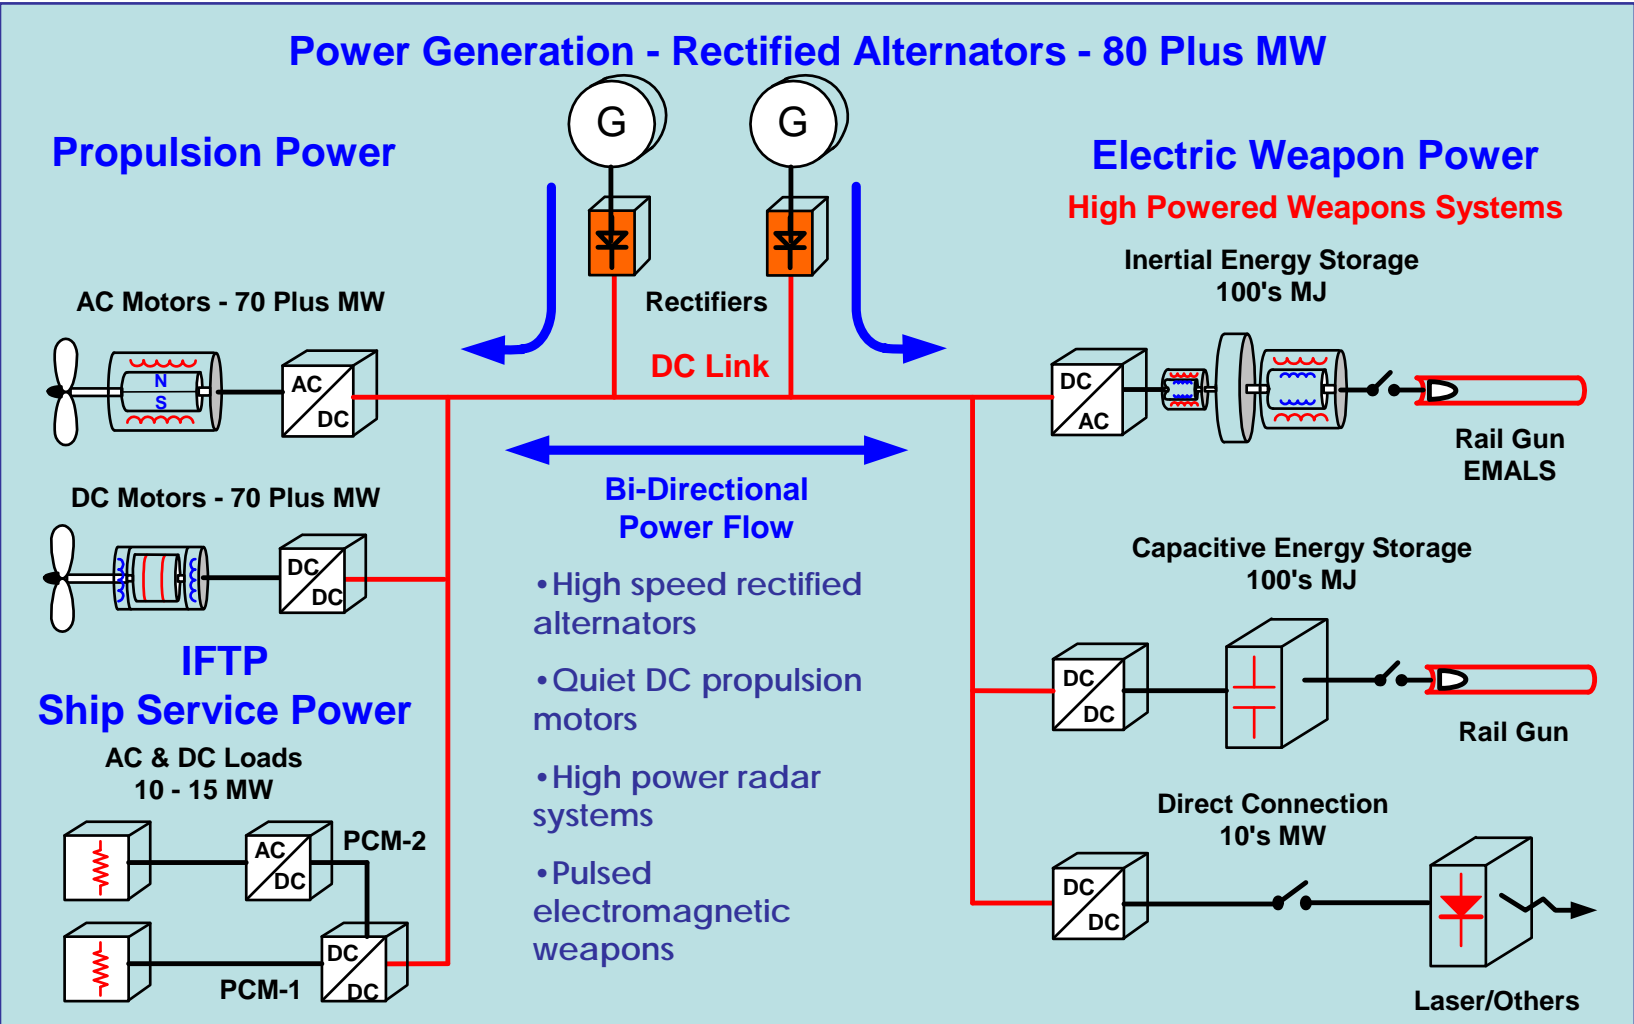 Power Generation - Rectified Alternators - 80 Plus MW
G
G
Propulsion Power
Electric Weapon Power
High Powered Weapons Systems
Inertial Energy Storage
100's MJ
AC Motors - 70 Plus MW
Rectifiers
DC Link
N
S
AC
DC
DC
AC
Rail Gun
EMALS
DC Motors - 70 Plus MW
DC
DC
Bi-Directional
Power Flow
Capacitive Energy Storage
100's MJ
•High speed rectified
alternators
•Quiet DC propulsion
motors
•High power radar
systems
•Pulsed
electromagnetic
weapons
DC
DC
Rail Gun
IFTP
Ship Service Power
AC & DC Loads
10 - 15 MW
AC
DC
PCM-2
DC
DC
PCM-1
Direct Connection
10's MW
DC
DC
Laser/Others